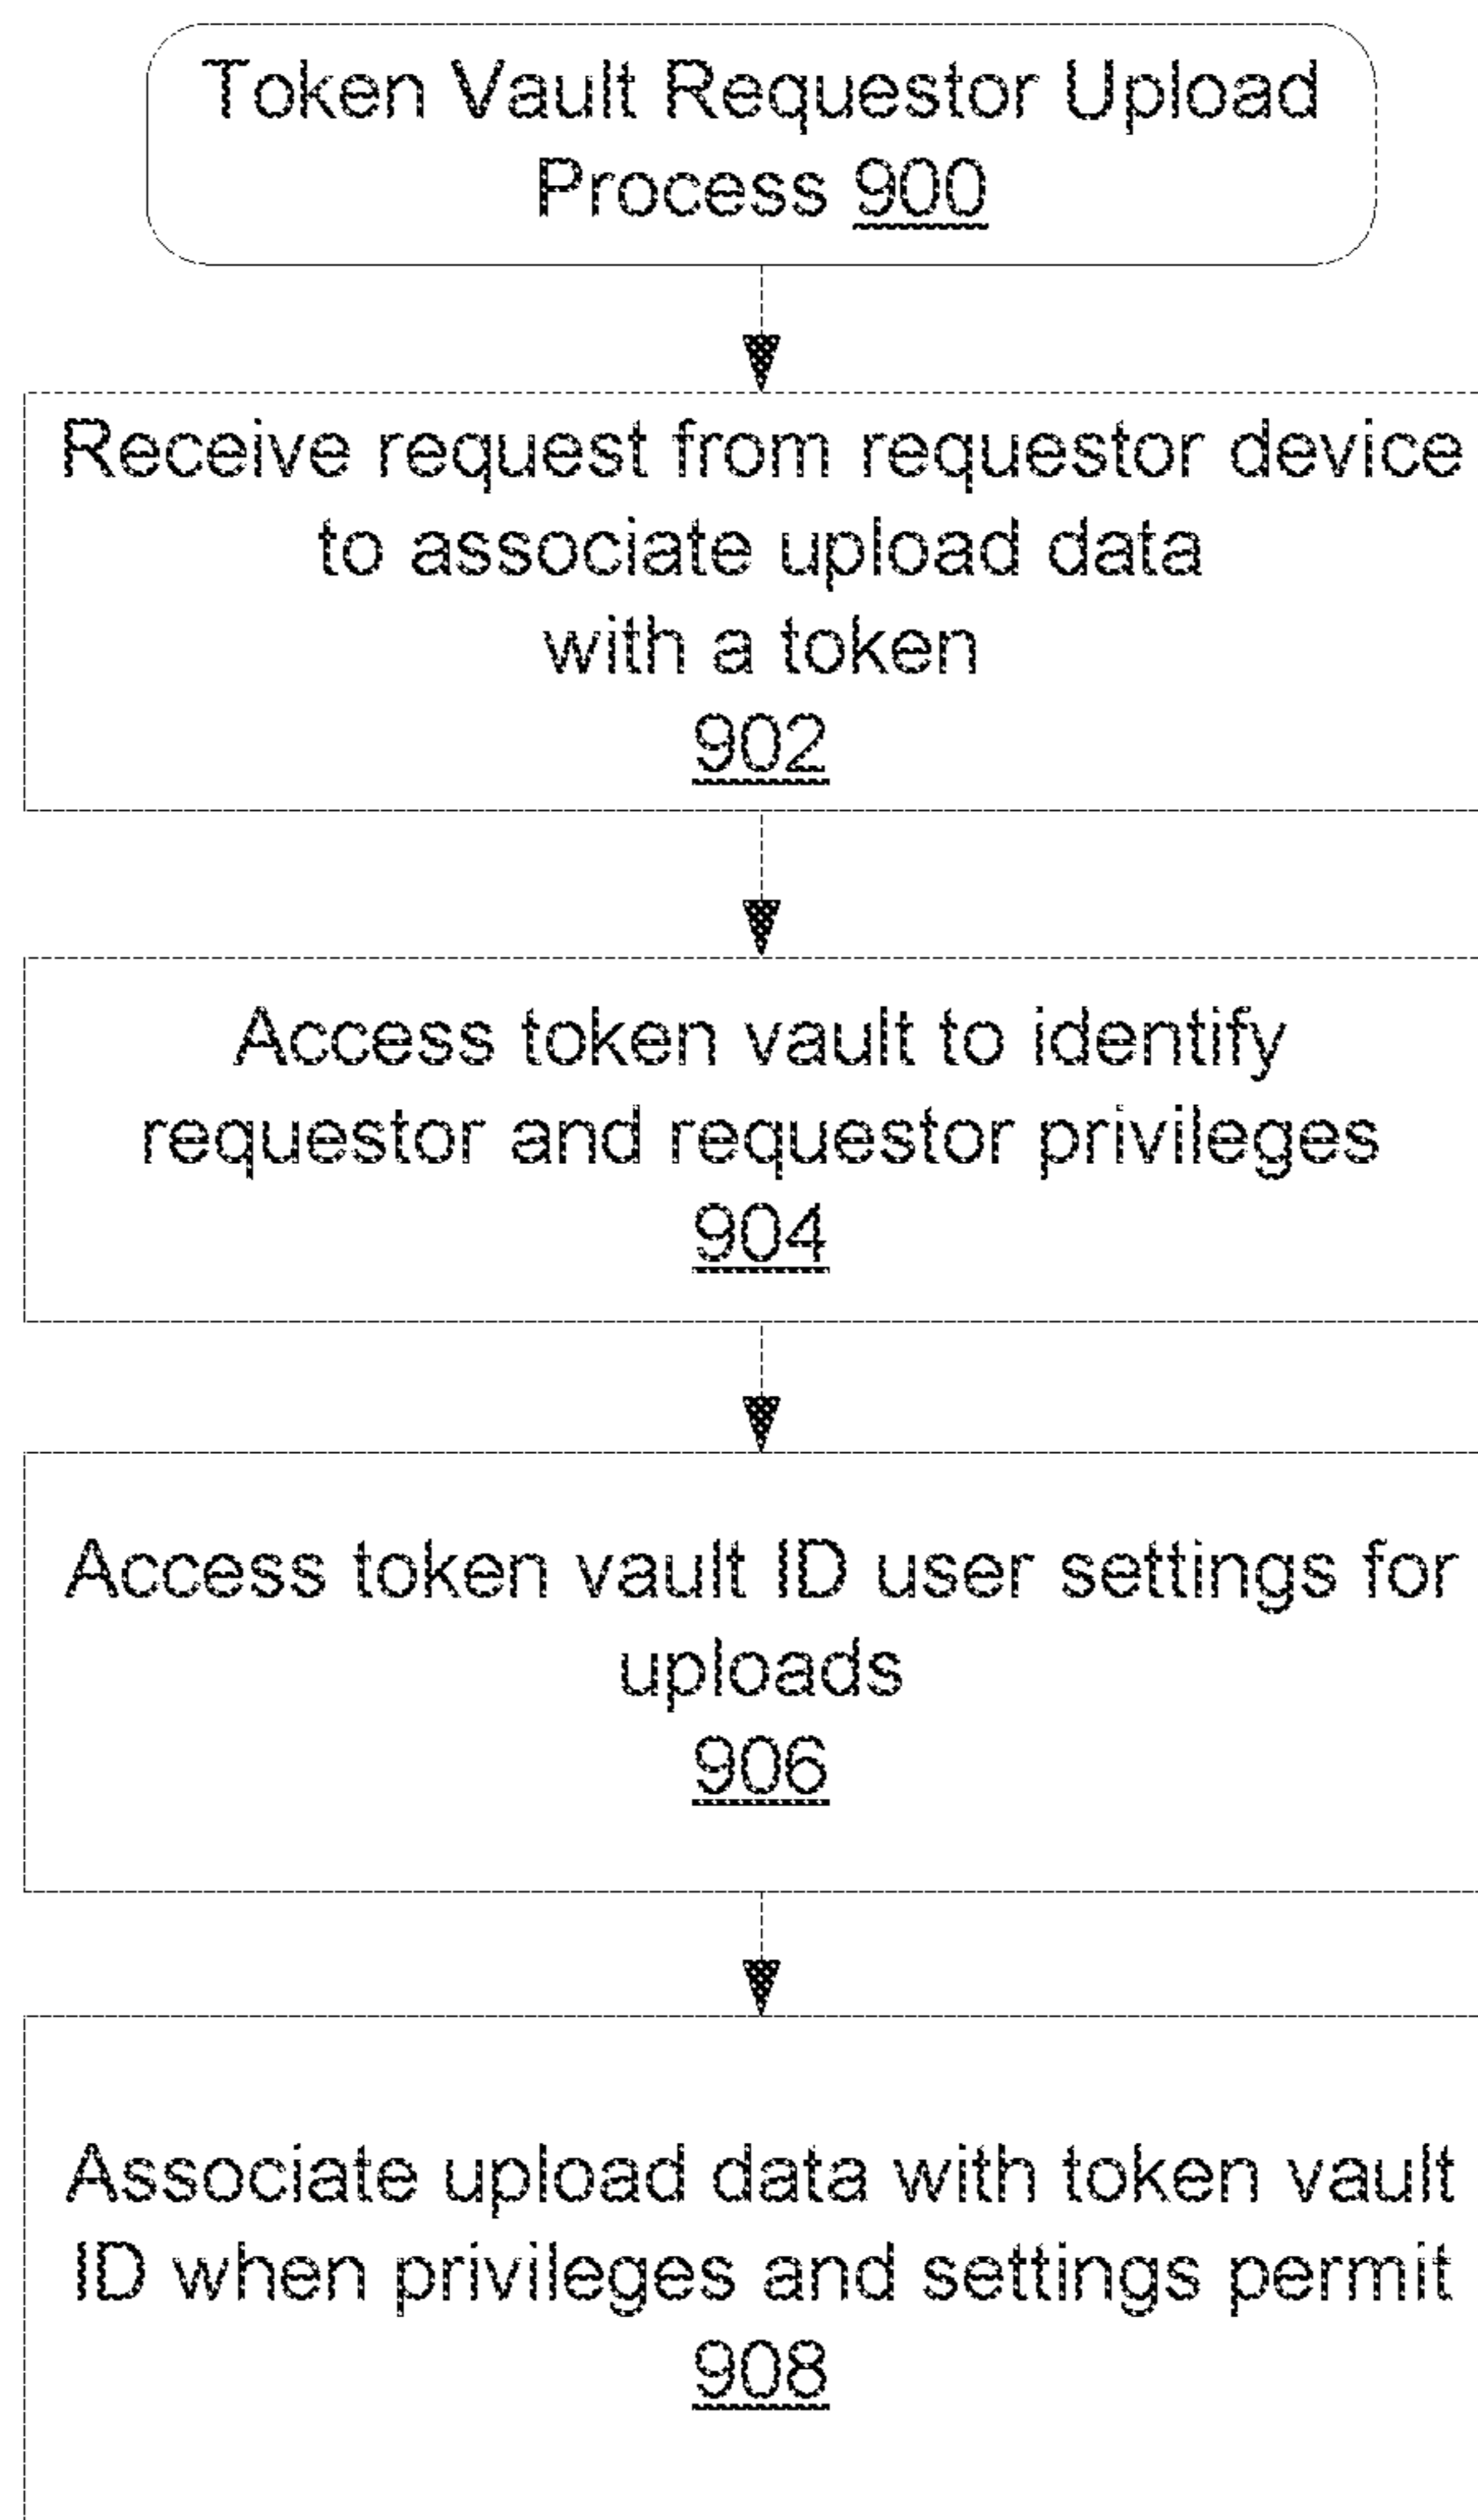 Token Vault Requestor Upload
Process 900
Receive request from requestor device
to associate upload data
with a token
902
Access token vault to identify
requestor and requestor privileges
904
Access token vault ID user settings for
uploads
906
Associate upload data with token vault
ID when privileges and settings permit
908